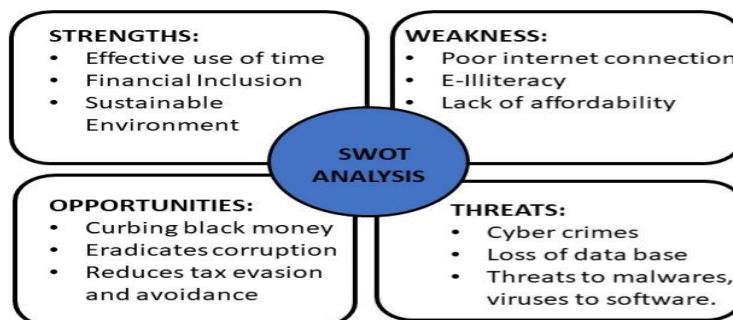 STRENGTHS:
• Effective use of time
• Financial Inclusion
• Sustainable
Environment
WEAKNESS:
• Poor internet connection
• E-Illiteracy
• Lack of affordability
SWOT
ANALYSIS
OPPORTUNITIES:
• Curbing black money
• Eradicates corruption
• Reduces tax evasion
and avoidance
THREATS:
• Cyber crimes
• Loss of data base
• Threats to malwares,
viruses to software.